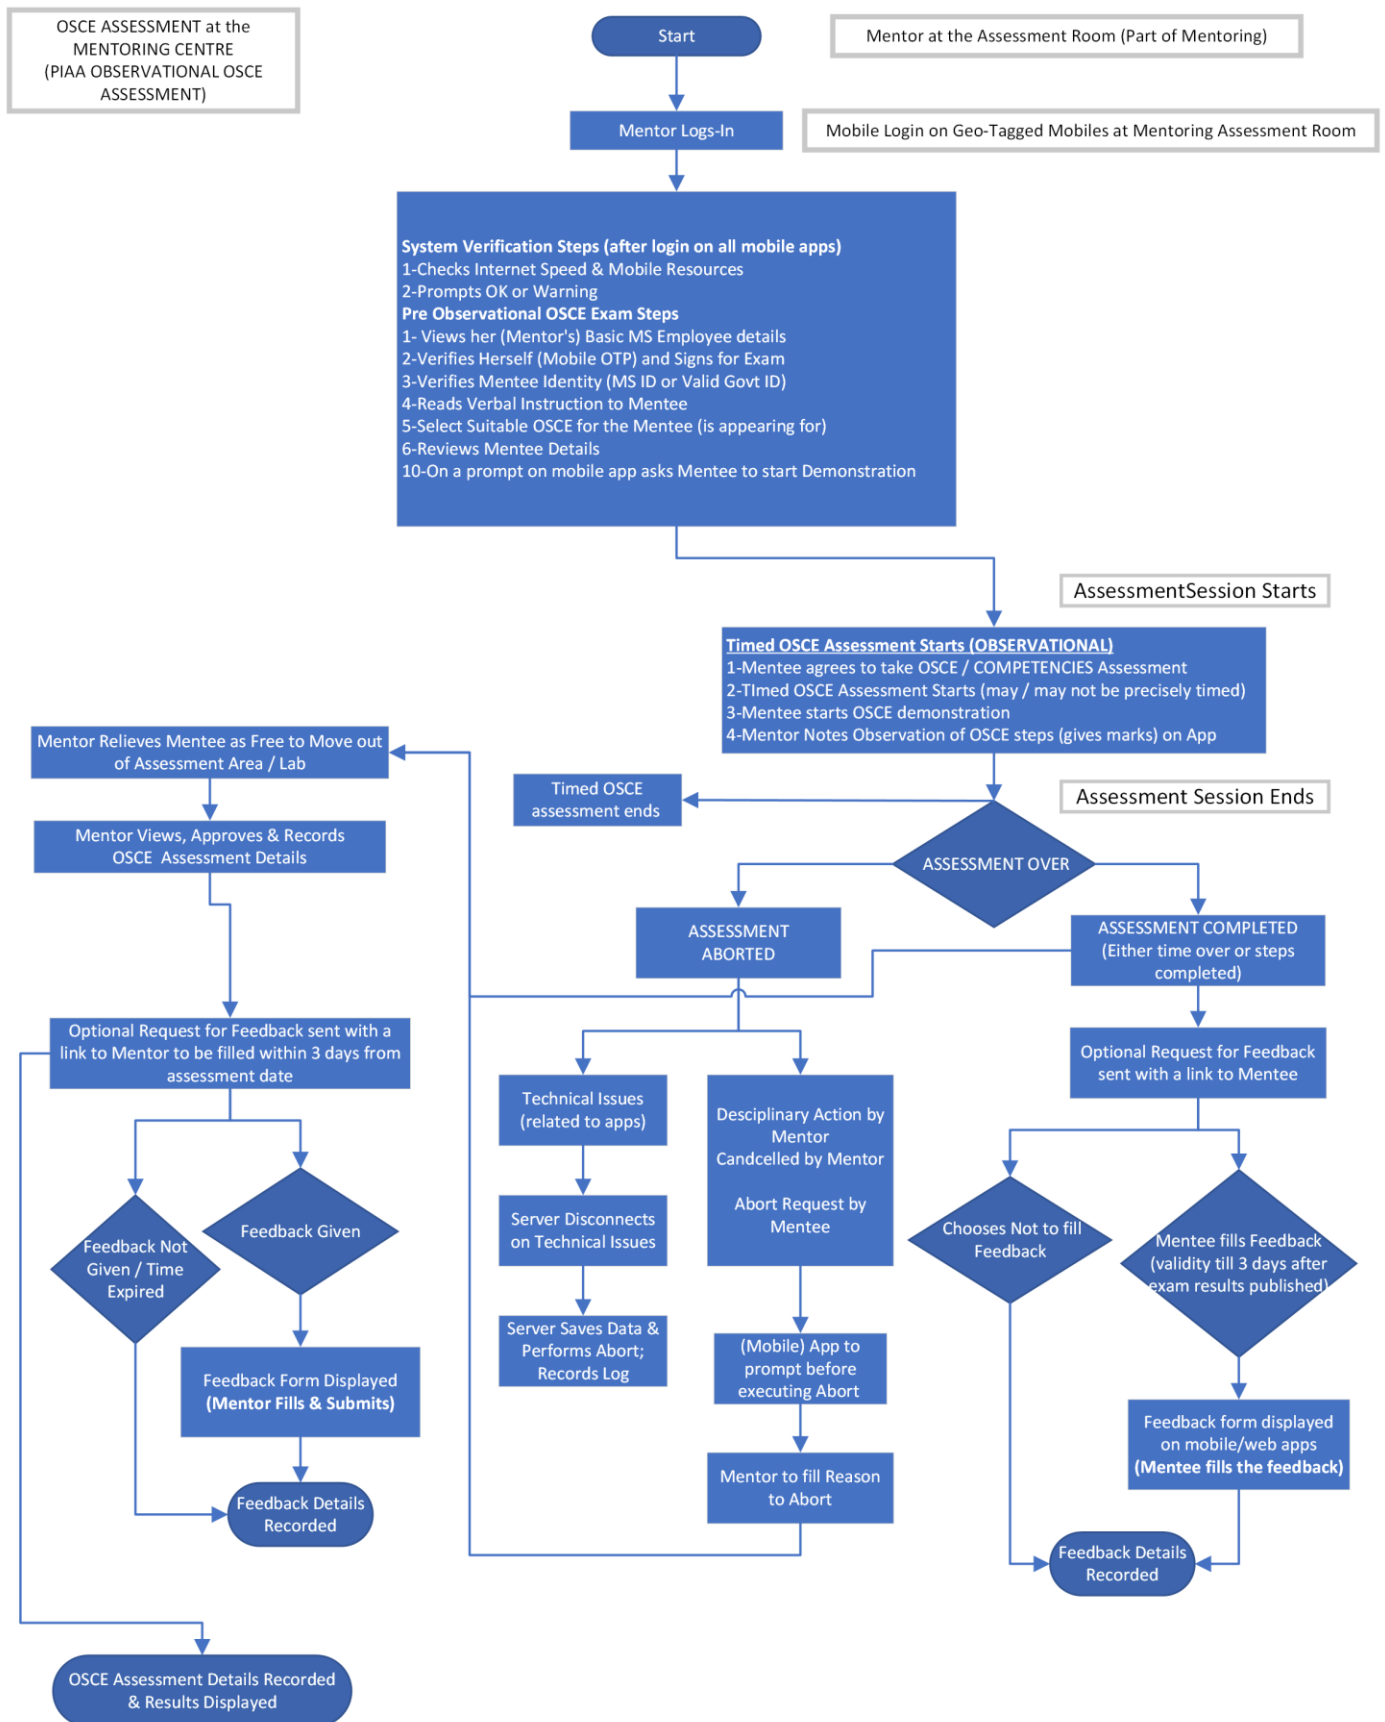 OSCE ASSESSMENT at the
MENTORING CENTRE
(PIAA OBSERVATIONAL OSCE
ASSESSMENT)
Start
Mentor at the Assessment Room (Part of Mentoring)
Mentor Logs-In
Mobile Login on Geo-Tagged Mobiles at Mentoring Assessment Room
System Verification Steps (after login on all mobile apps)
1-Checks Internet Speed & Mobile Resources
2-Prompts OK or Warning
Pre Observational OSCE Exam Steps
1- Views her (Mentor's) Basic MS Employee details
2-Verifies Herself (Mobile OTP) and Signs for Exam
3-Verifies Mentee Identity (MS ID or Valid Govt ID)
4-Reads Verbal Instruction to Mentee
5-Select Suitable OSCE for the Mentee (is appearing for)
6-Reviews Mentee Details
10-On a prompt on mobile app asks Mentee to start Demonstration
AssessmentSession Starts
Timed OSCE Assessment Starts (OBSERVATIONAL)
1-Mentee agrees to take OSCE / COMPETENCIES Assessment
2-TImed OSCE Assessment Starts (may / may not be precisely timed)
3-Mentee starts OSCE demonstration
4-Mentor Notes Observation of OSCE steps (gives marks) on App
Mentor Relieves Mentee as Free to Move out
of Assessment Area / Lab
Timed OSCE
assessment ends
Assessment Session Ends
Mentor Views, Approves & Records
OSCE  Assessment Details
ASSESSMENT OVER
ASSESSMENT
ABORTED
ASSESSMENT COMPLETED
(Either time over or steps
completed)
Optional Request for Feedback sent with a
link to Mentor to be filled within 3 days from
assessment date
Optional Request for Feedback
sent with a link to Mentee
Technical Issues
(related to apps)
Desciplinary Action by
Mentor
Candcelled by Mentor
Abort Request by
Mentee
Feedback Not
Given / Time
Expired
Feedback Given
Server Disconnects
on Technical Issues
Chooses Not to fill
Feedback
Mentee fills Feedback
(validity till 3 days after
exam results published)
Server Saves Data &
Performs Abort;
Records Log
(Mobile) App to
prompt before
executing Abort
Feedback Form Displayed
(Mentor Fills & Submits)
Feedback form displayed
on mobile/web apps
(Mentee fills the feedback)
Mentor to fill Reason
to Abort
Feedback Details
Recorded
Feedback Details
Recorded
OSCE Assessment Details Recorded
& Results Displayed